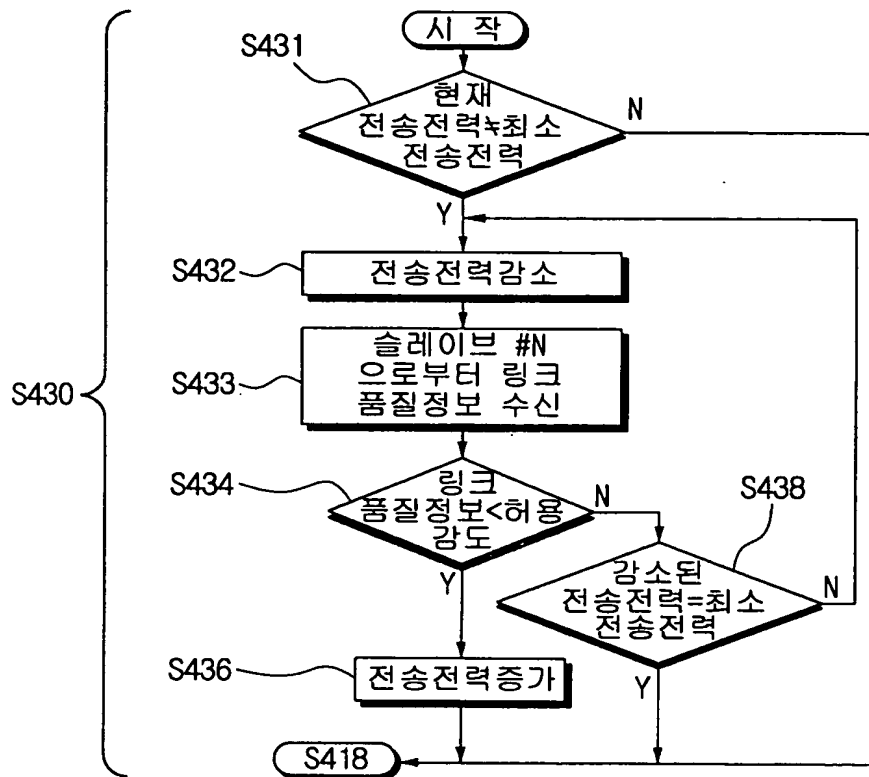 시 작
S431
현재
전송전력≒최소
전송전력
N
Y
S432
전송전력감소
S433
슬레이브 #N
으로부터 링크
품질정보 수신
S430
S434
링크
품질정보<허용
감도
N
Y
S438
감소된
전송전력=최소
전송전력
N
Y
S436
전송전력증가
S418